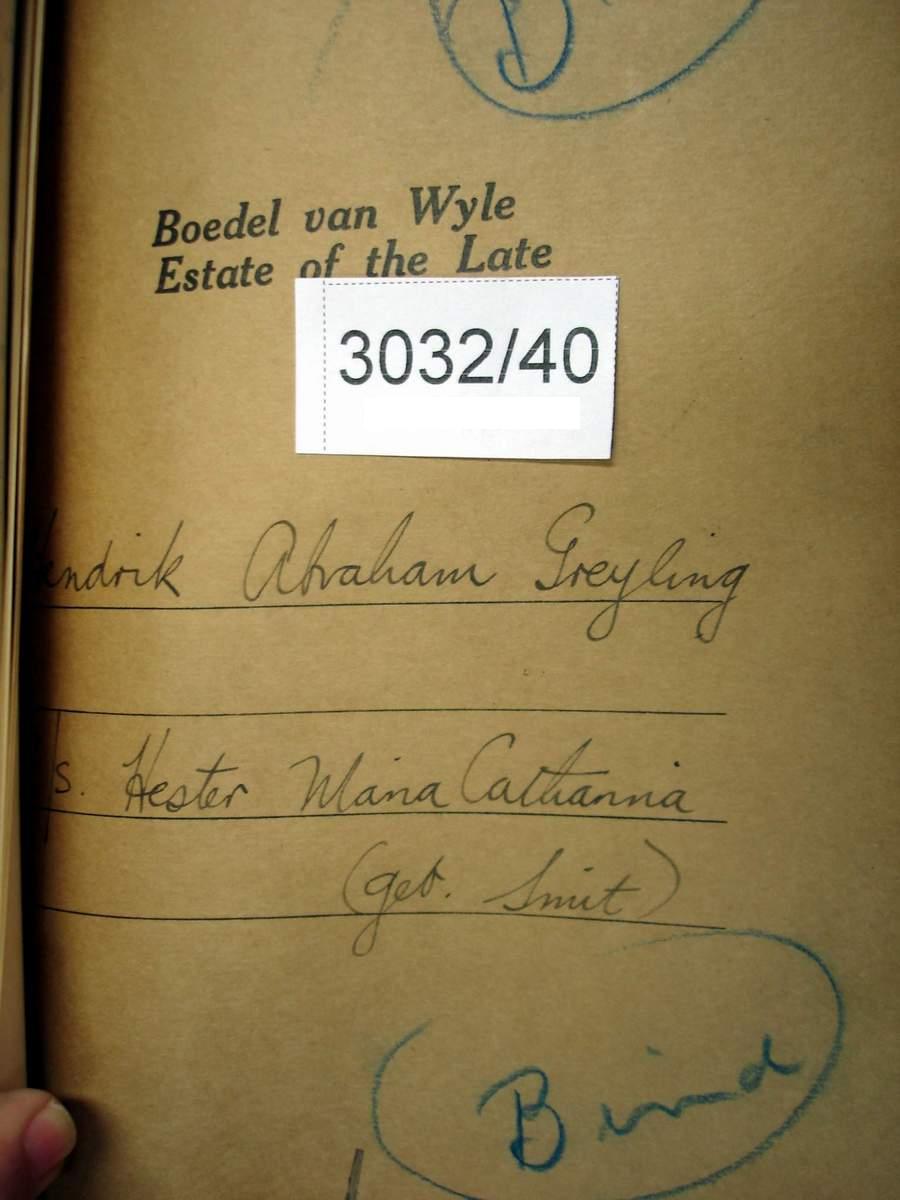 B
Boedel van Wyle
Estate of the Late
3032/40
endrik Abraham Greyling
s. Hester Maria Catharina
(geb. Smit)
Bind